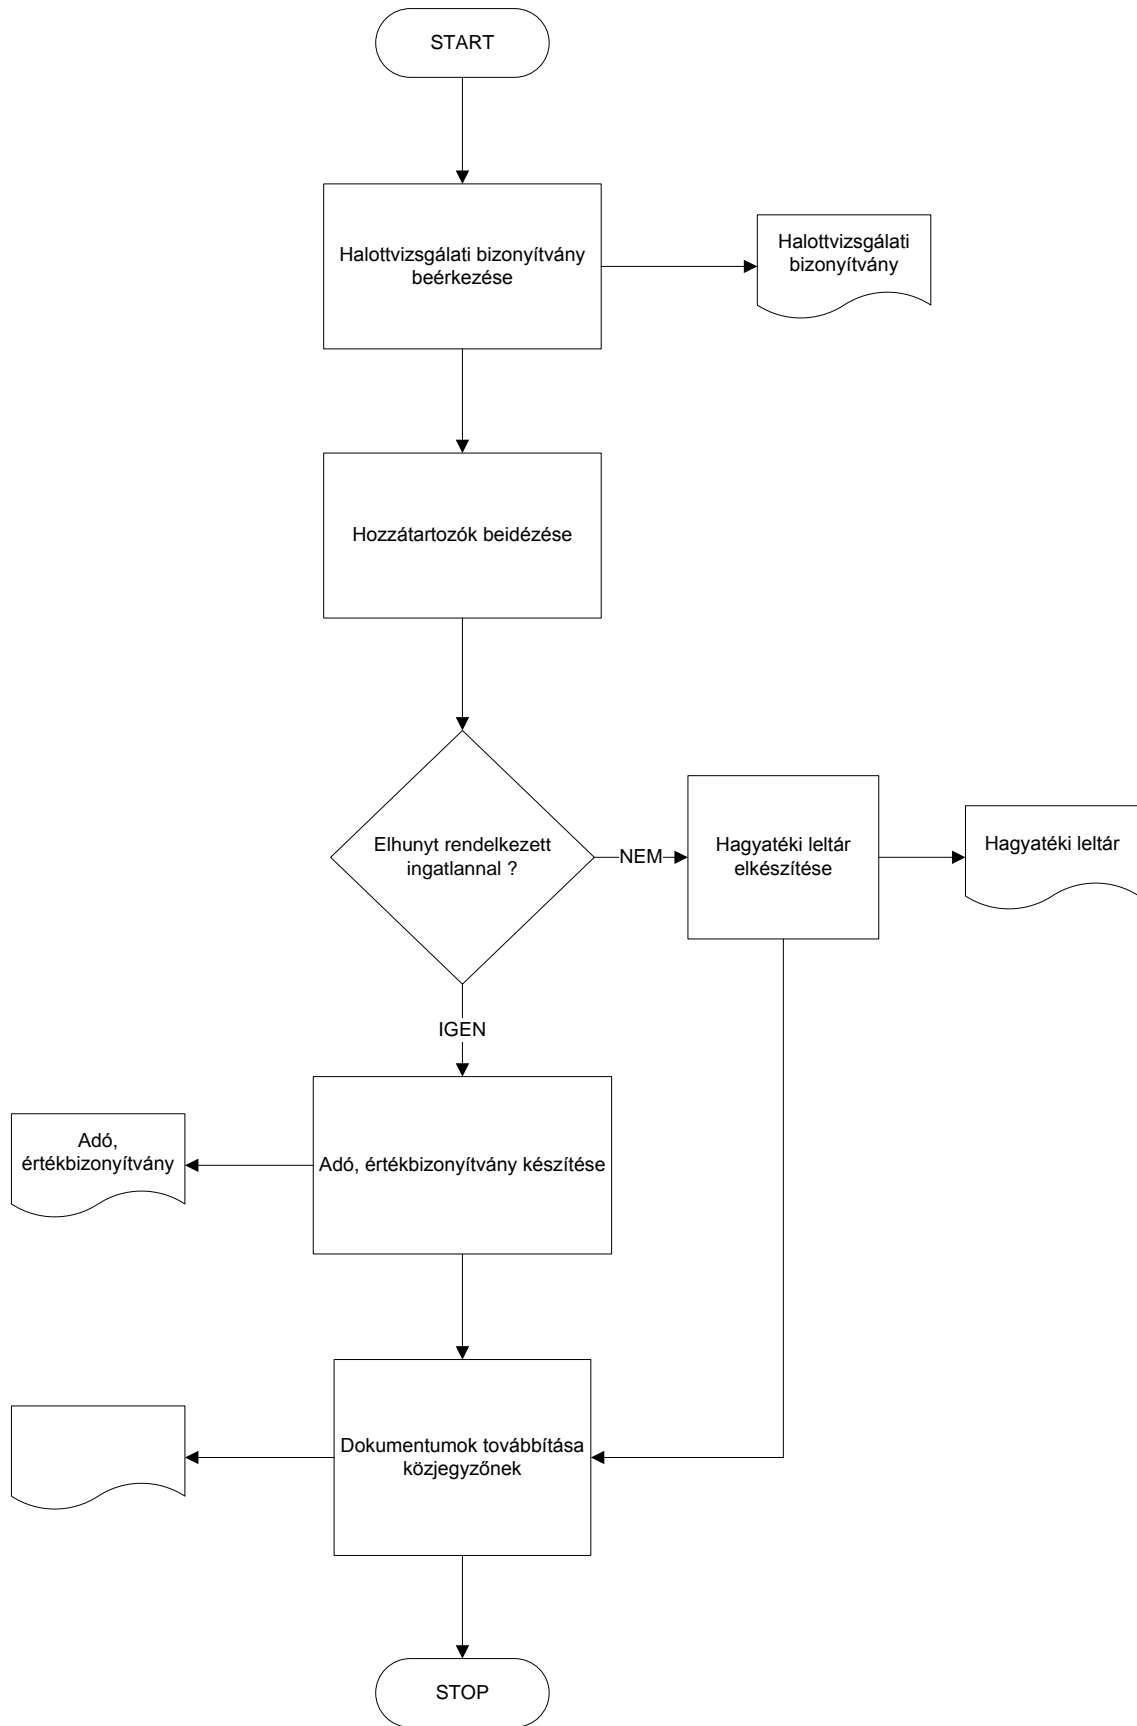 START
Halottvizsgálati bizonyítvány
beérkezése
Halottvizsgálati
bizonyítvány
Hozzátartozók beidézése
Elhunyt rendelkezett
ingatlannal ?
NEM
Hagyatéki leltár
elkészítése
Hagyatéki leltár
IGEN
Adó,
értékbizonyítvány
Adó, értékbizonyítvány készítése
Dokumentumok továbbítása
közjegyzőnek
STOP